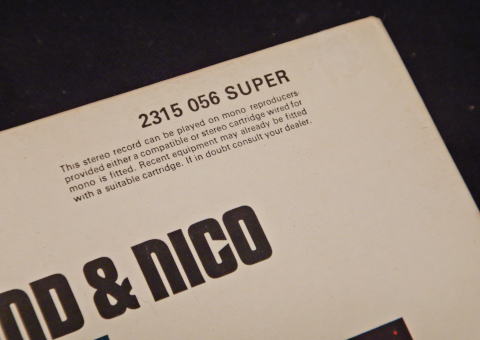 2315 056 SUPER
This stereo record can be played on mono reproducers
provided either a compatible or stereo cartridge wired for
mono is fitted. Recent equipment may already be fitted
with a suitable cartridge. If in doubt consult your dealer.
ND & NICO